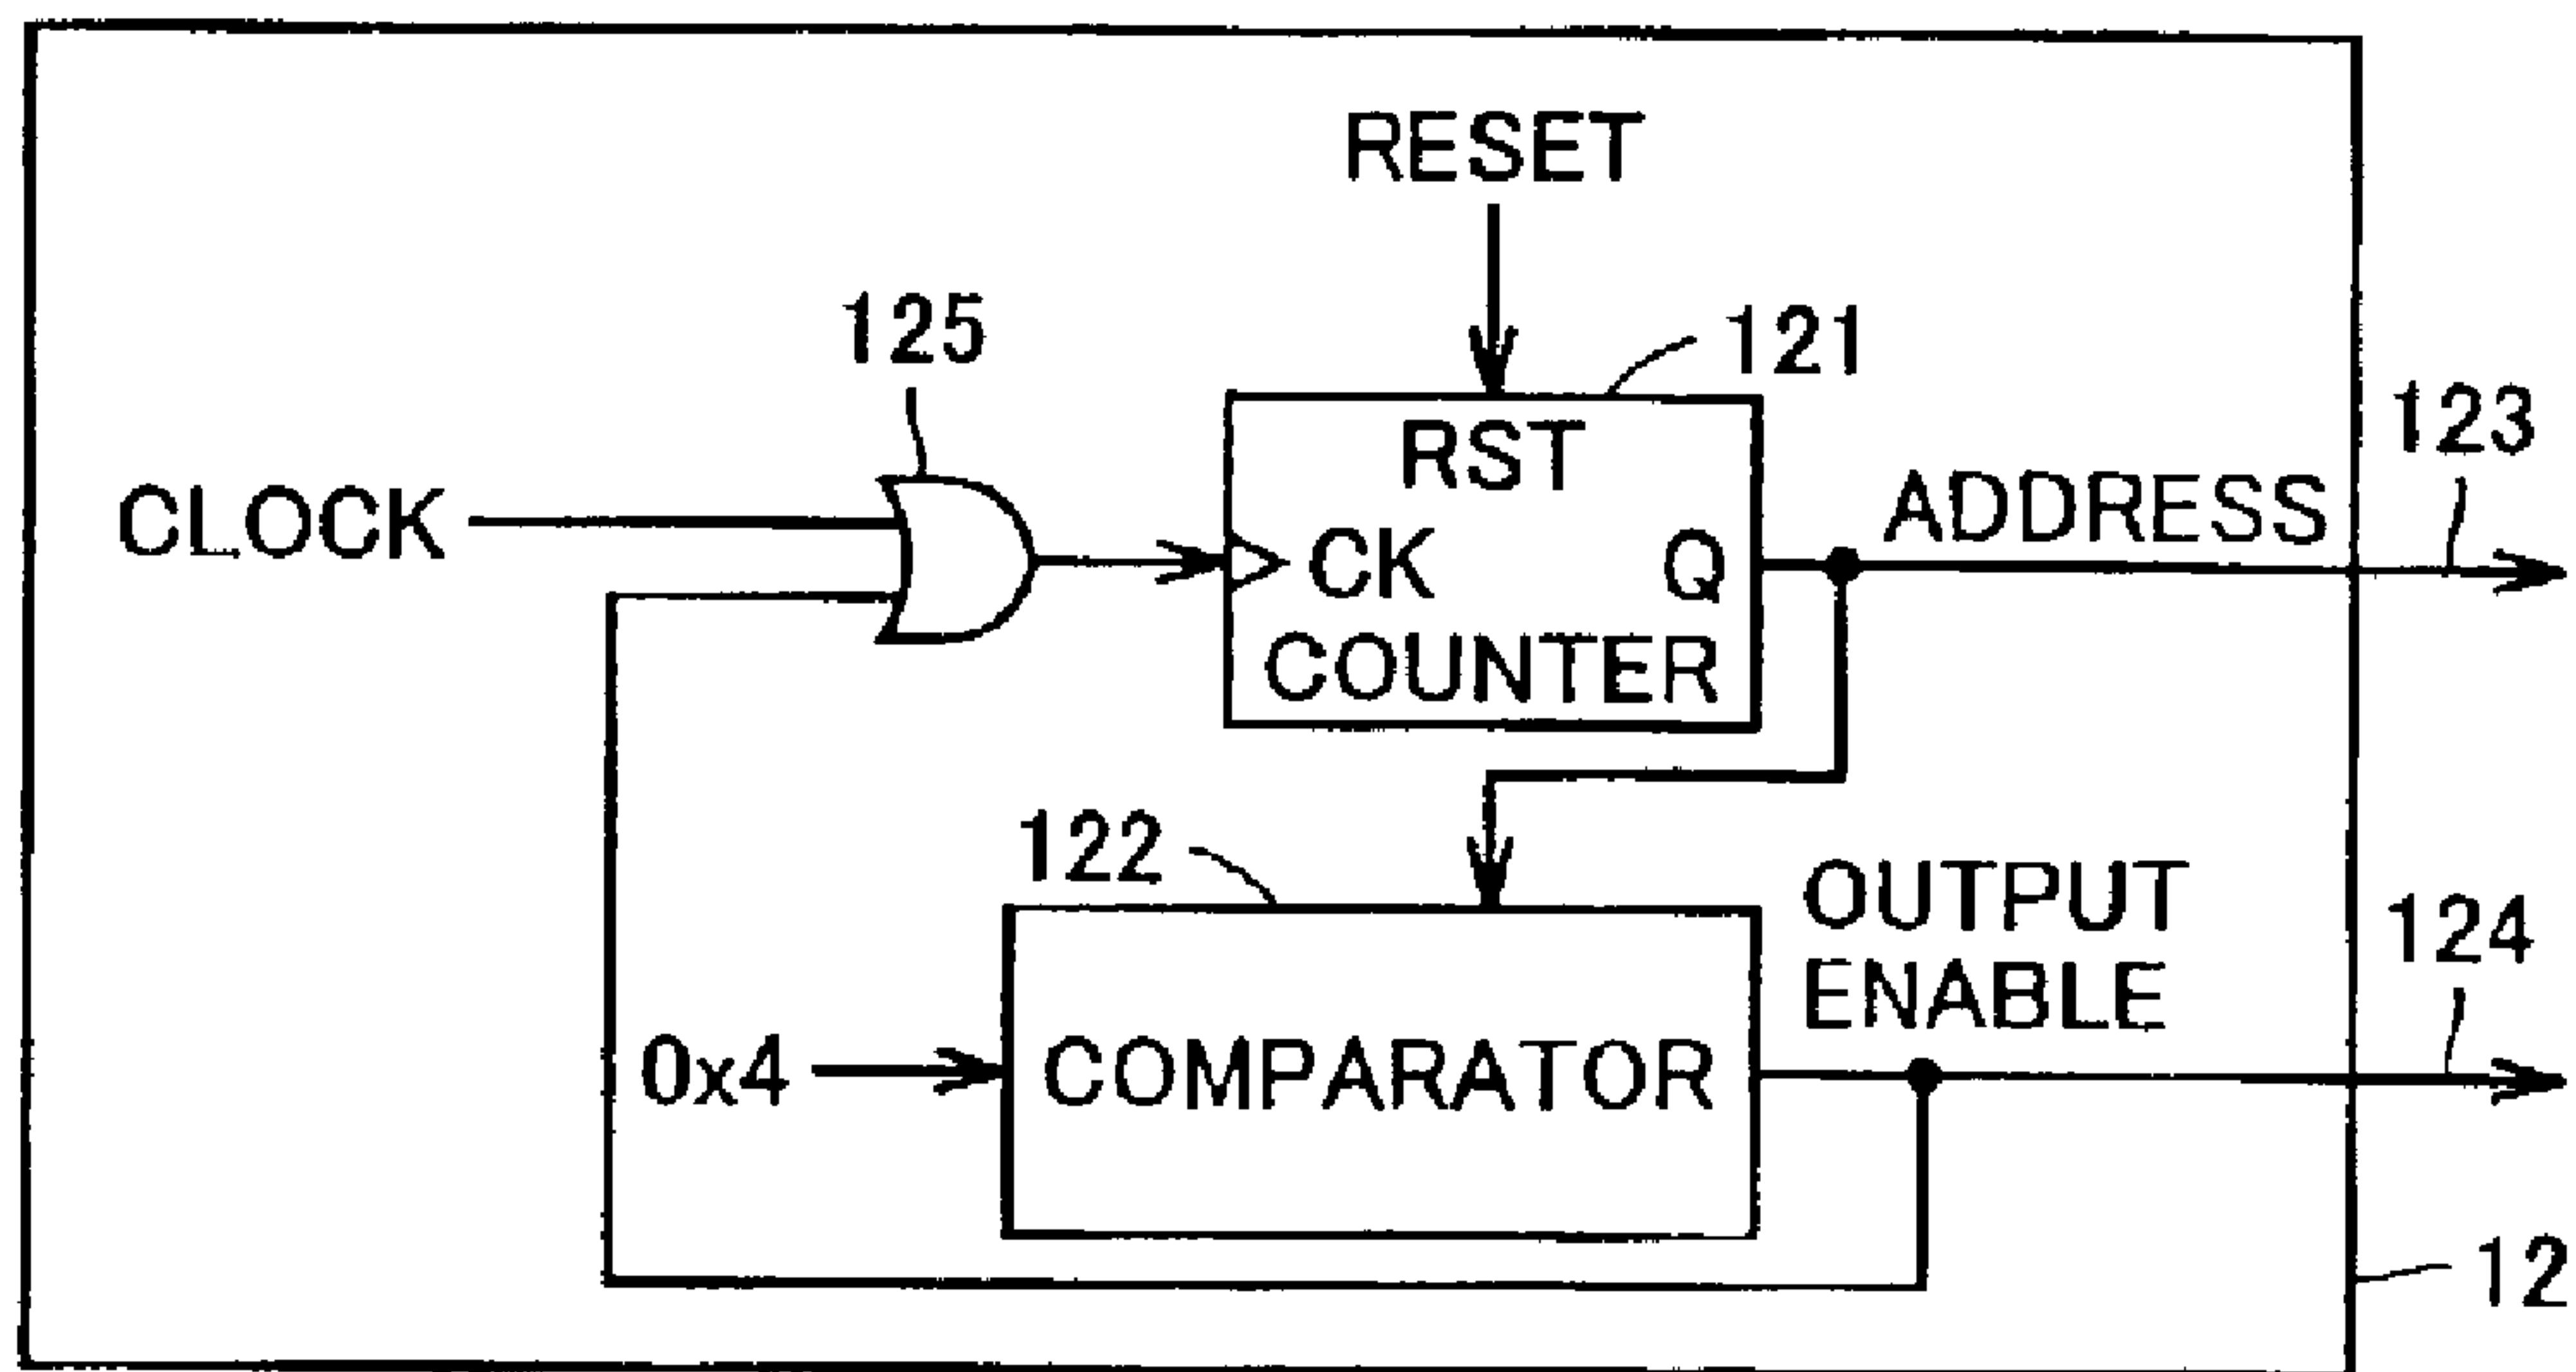 RESET
125
121
RST
123
CLOCK
CK
Q
ADDRESS
COUNTER
122
OUTPUT
ENABLE
124
0x4
COMPARATOR
12